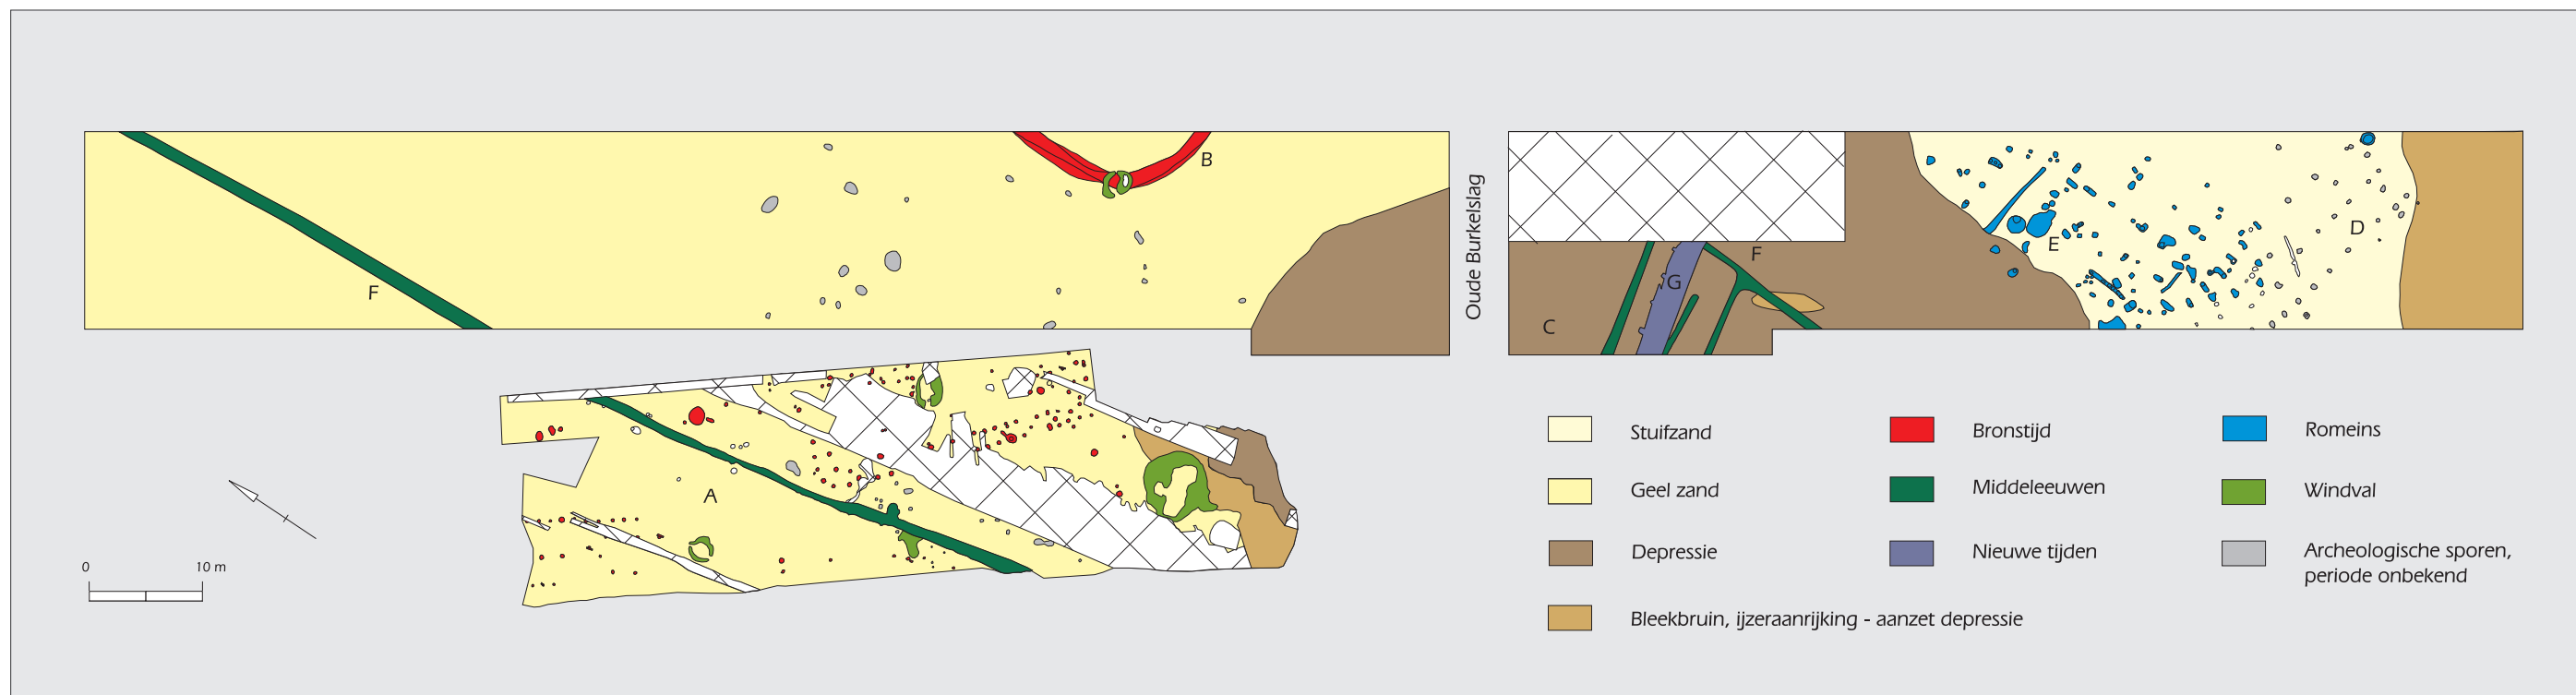 B
F
Oude Burkelslag
F
G
C
E
D
A
0 10 m
Stuifzand
Geel zand
Depressie
Bleekbruin, ijzeraanrijking - aanzet depressie
Bronstijd
Middeleeuwen
Nieuwe tijden
Romeins
Windval
Archeologische sporen,
periode onbekend